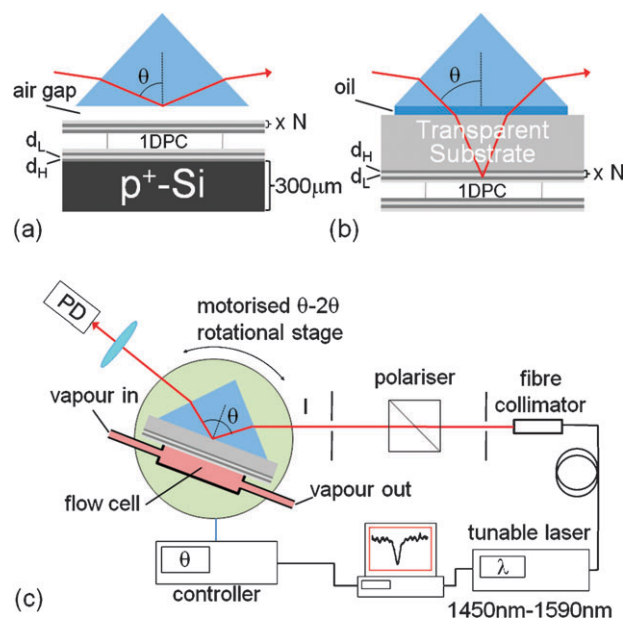 θ
air gap
x N
1DPC
d_L
d_H
p⁺-Si
300μm
(a)
θ
oil
Transparent
Substrate
d_H
d_L
x N
1DPC
(b)
PD
motorised θ-2θ
rotational stage
polariser
fibre
collimator
vapour in
θ
I
flow cell
vapour out
tunable laser
θ
λ
controller
1450nm-1590nm
(c)